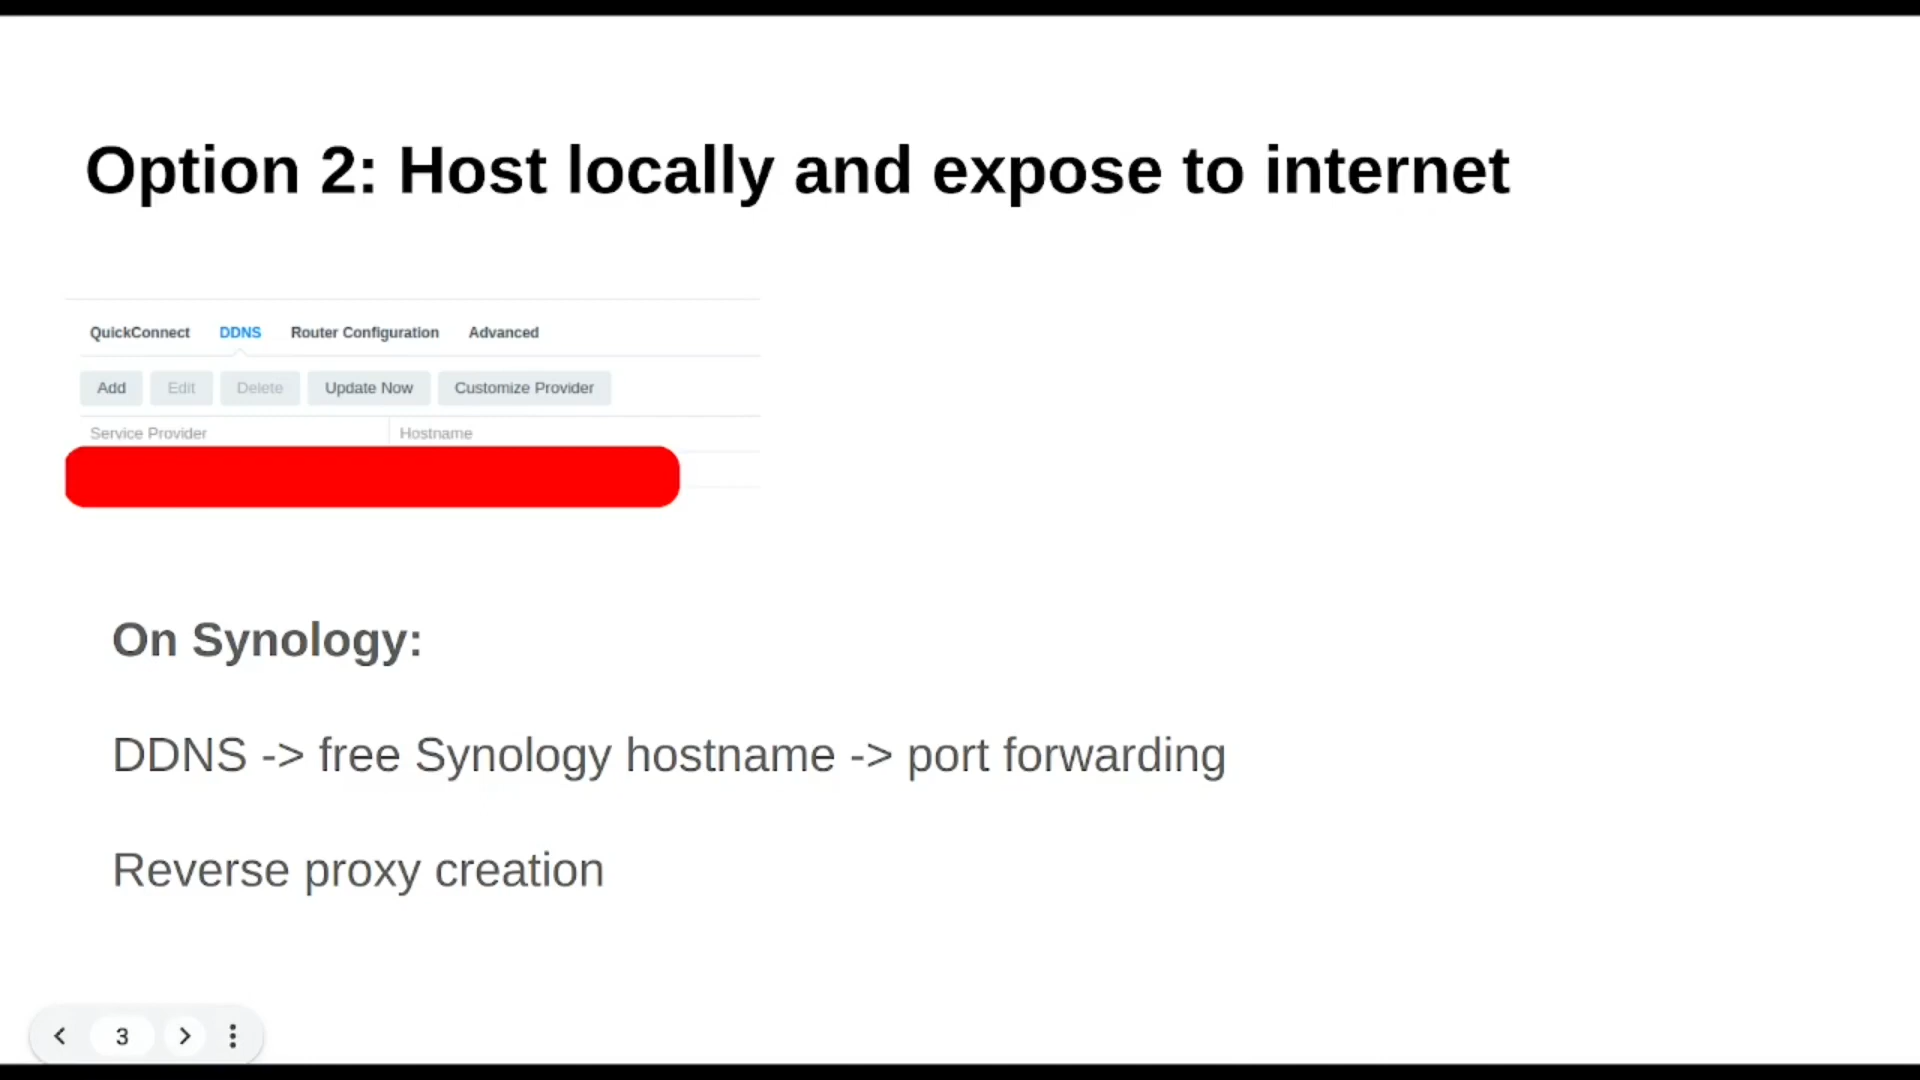 Option 2: Host locally and expose to internet
QuickConnect DDNS Router Configuration Advanced
Add Edit Delete Update Now Customize Provider
Service Provider Hostname
On Synology:
DDNS -> free Synology hostname -> port forwarding
Reverse proxy creation
3